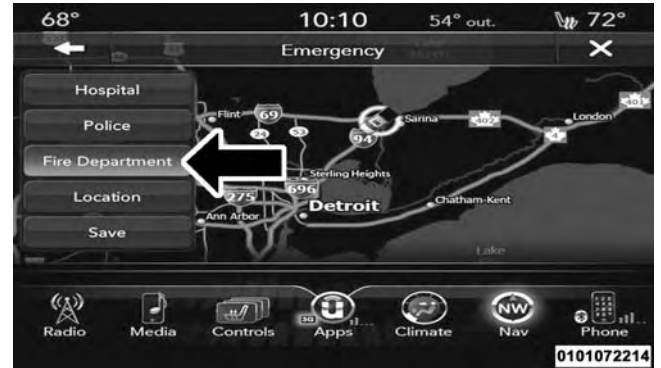 68° 10:10 54° out. 72°
Emergency
Hospital
Police
Fire Department
Location
Save
Flint 69 Sarina 402 London 401
24 53 94 4
Sterling Heights
275 696
Detroit Chatham-Kent
Ann Arbor
Lake
3G
Radio Media Controls Apps Climate Nav Phone
NW
0101072214